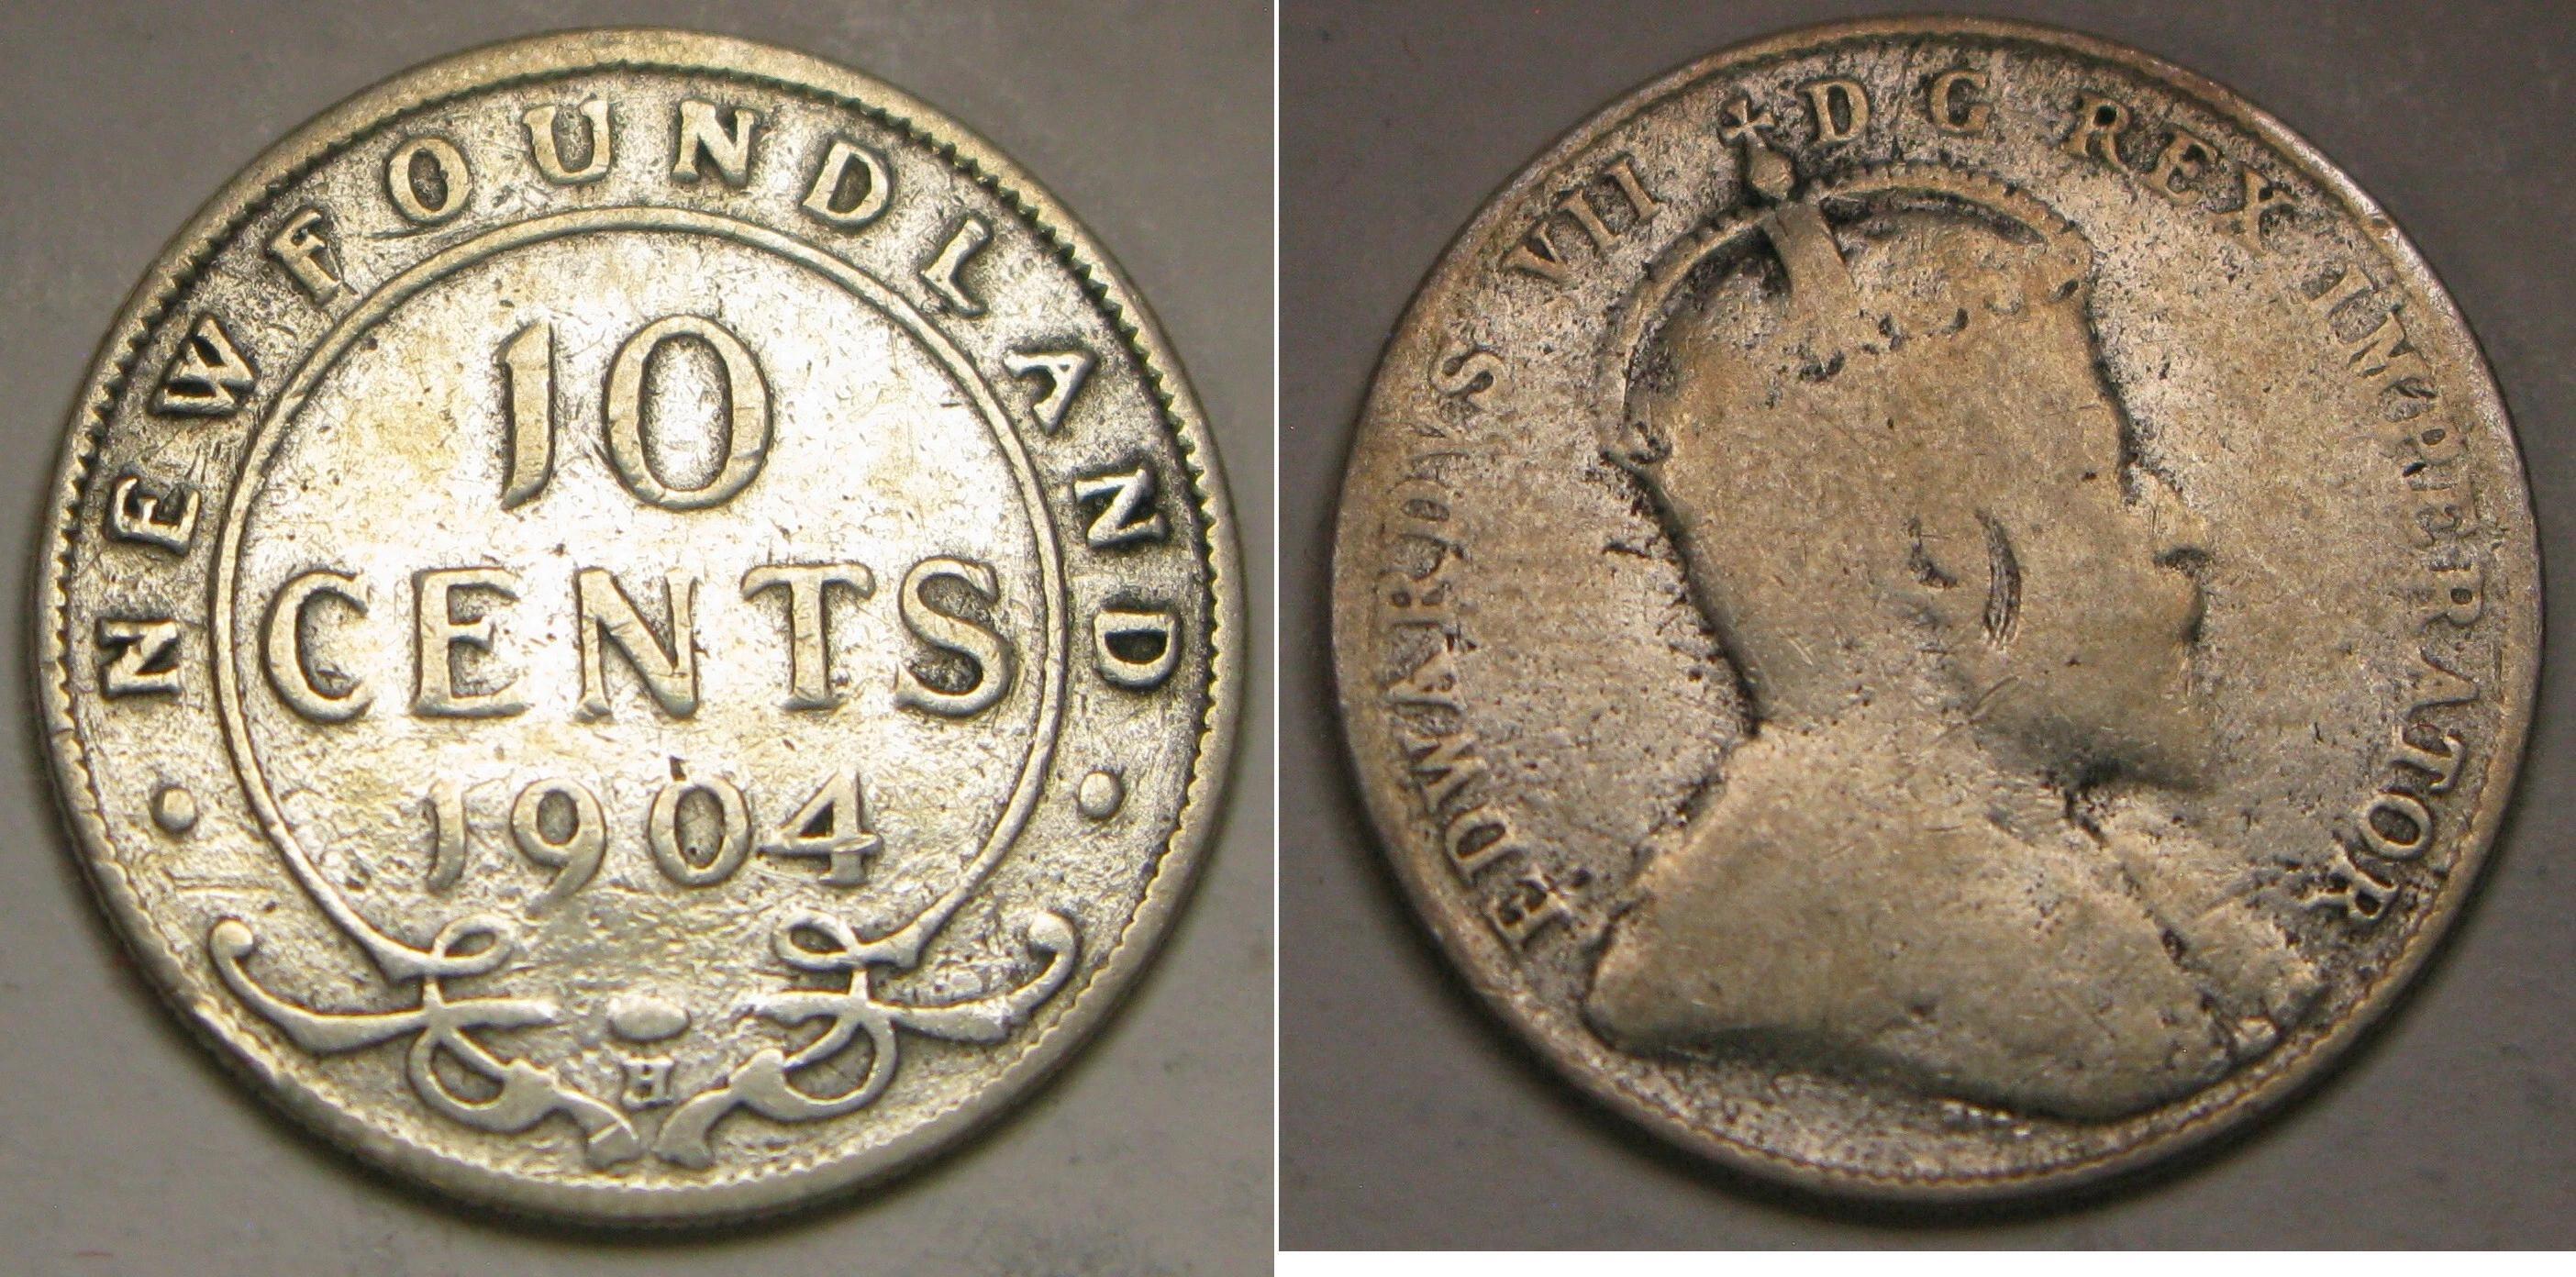 NEWFOUNDLAND
10
CENTS
1904
H
EDWARDVS VII D G REX IMPERATOR